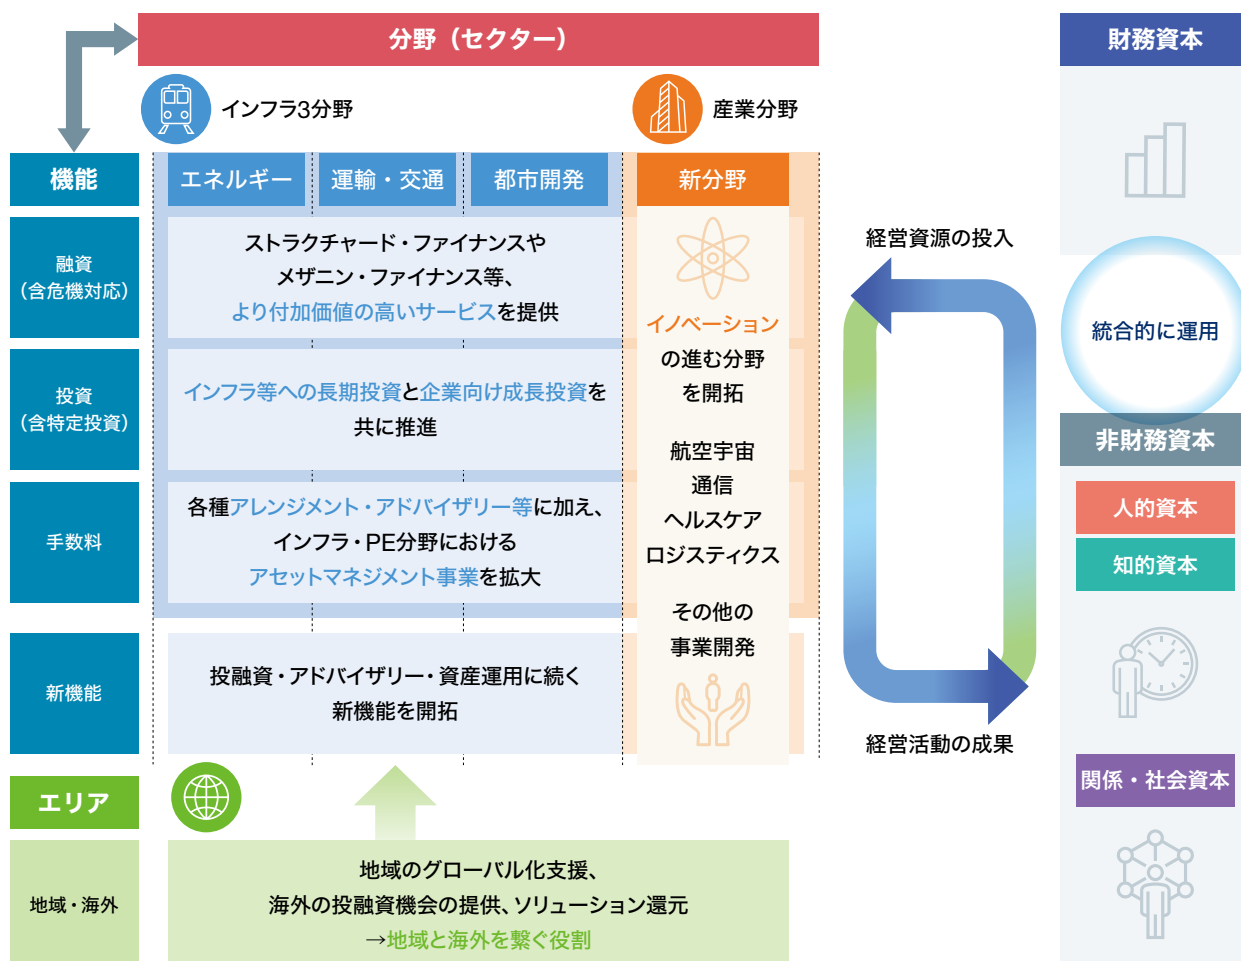 分野（セクター）
インフラ3分野
産業分野
機能
エネルギー
運輸・交通
都市開発
新分野
融資
（含危機対応）
ストラクチャード・ファイナンスや
メザニン・ファイナンス等、
より付加価値の高いサービスを提供
投資
（含特定投資）
インフラ等への長期投資と企業向け成長投資を
共に推進
手数料
各種アレンジメント・アドバイザリー等に加え、
インフラ・PE分野における
アセットマネジメント事業を拡大
新機能
投融資・アドバイザリー・資産運用に続く
新機能を開拓
イノベーション
の進む分野
を開拓
航空宇宙
通信
ヘルスケア
ロジスティクス
その他の
事業開発
エリア
地域・海外
地域のグローバル化支援、
海外の投融資機会の提供、ソリューション還元
→地域と海外を繋ぐ役割
経営資源の投入
経営活動の成果
財務資本
統合的に運用
非財務資本
人的資本
知的資本
関係・社会資本